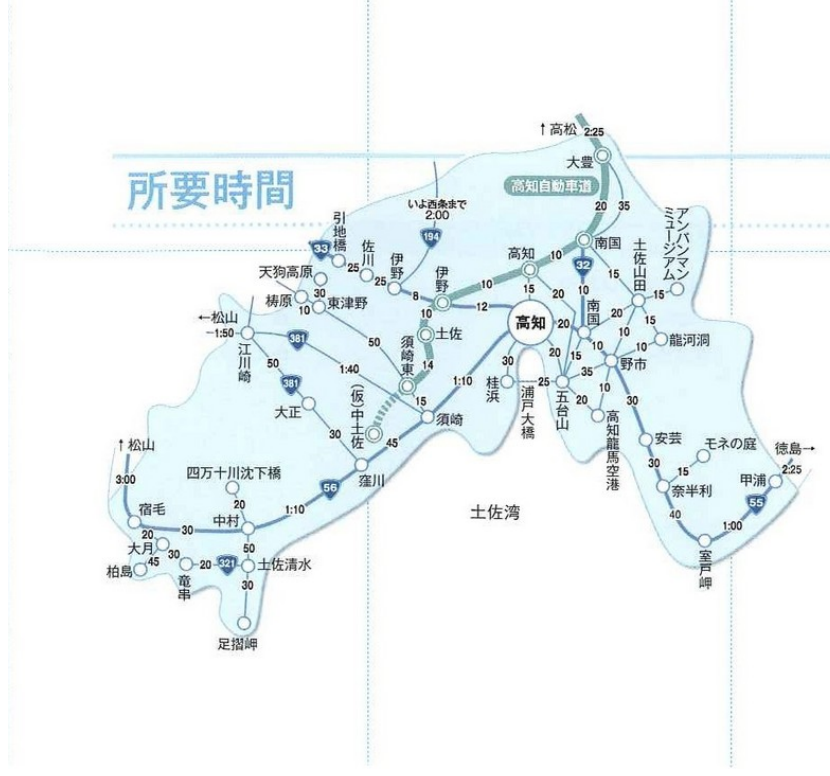 ↑高松 2:25
大豊
高知自動車道
所要時間
いよ西条まで
2:00
20
35
引地橋
佐川
伊野
194
33
25
25
天狗高原
高知
10
南国
土佐山田
アンパンマンミュージアム
伊野
10
32
15
15
梼原
30
10
東津野
8
12
15
20
10
←松山
1:50
10
土佐
高知
20
南国
20
10
15
龍河洞
江川崎
381
50
須崎東
14
30
20
15
10
野市
35
1:40
1:10
桂浜
25
浦戸大橋
五台山
20
10
高知龍馬空港
30
50
381
大正
(仮)中土佐
15
須崎
安芸
30
45
30
15
モネの庭
徳島→
2:25
↑松山
四万十川沈下橋
窪川
奈半利
甲浦
3:00
20
1:10
56
土佐湾
40
1:00
55
宿毛
30
中村
室戸岬
20
大月
50
柏島
45
30
竜串
20
321
土佐清水
30
足摺岬